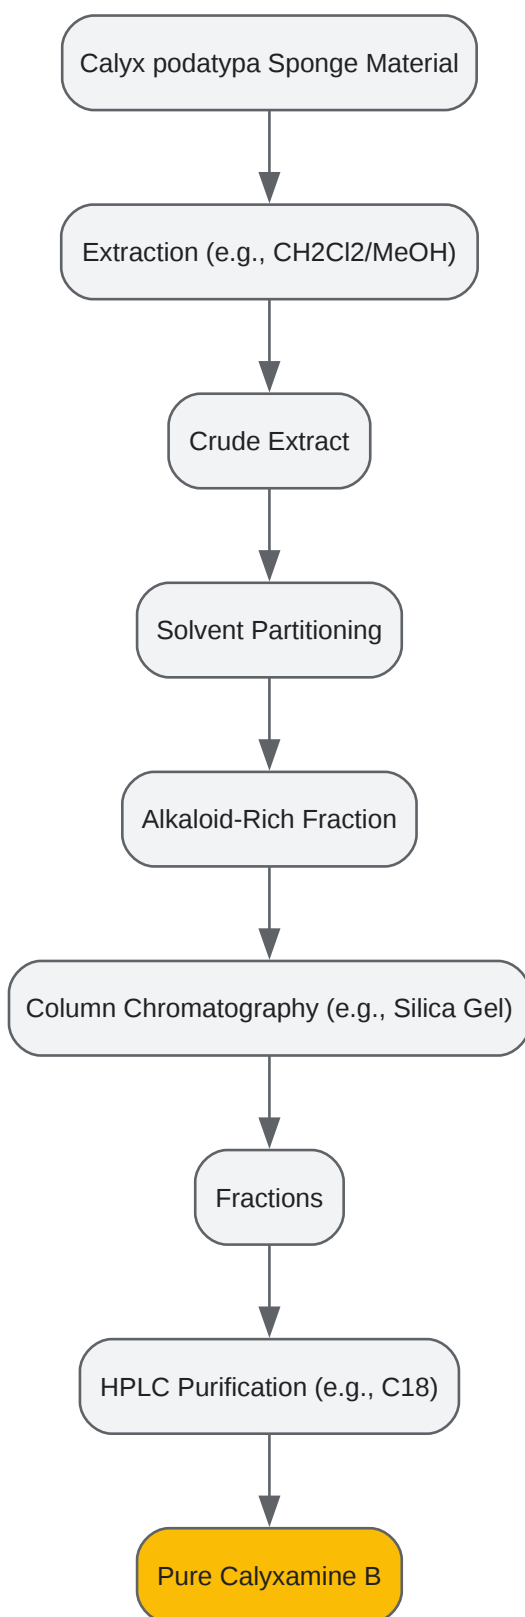 Calyx podatypa Sponge Material
Extraction (e.g., CH2Cl2/MeOH)
Crude Extract
Solvent Partitioning
Alkaloid-Rich Fraction
Column Chromatography (e.g., Silica Gel)
Fractions
HPLC Purification (e.g., C18)
Pure Calyxamine B